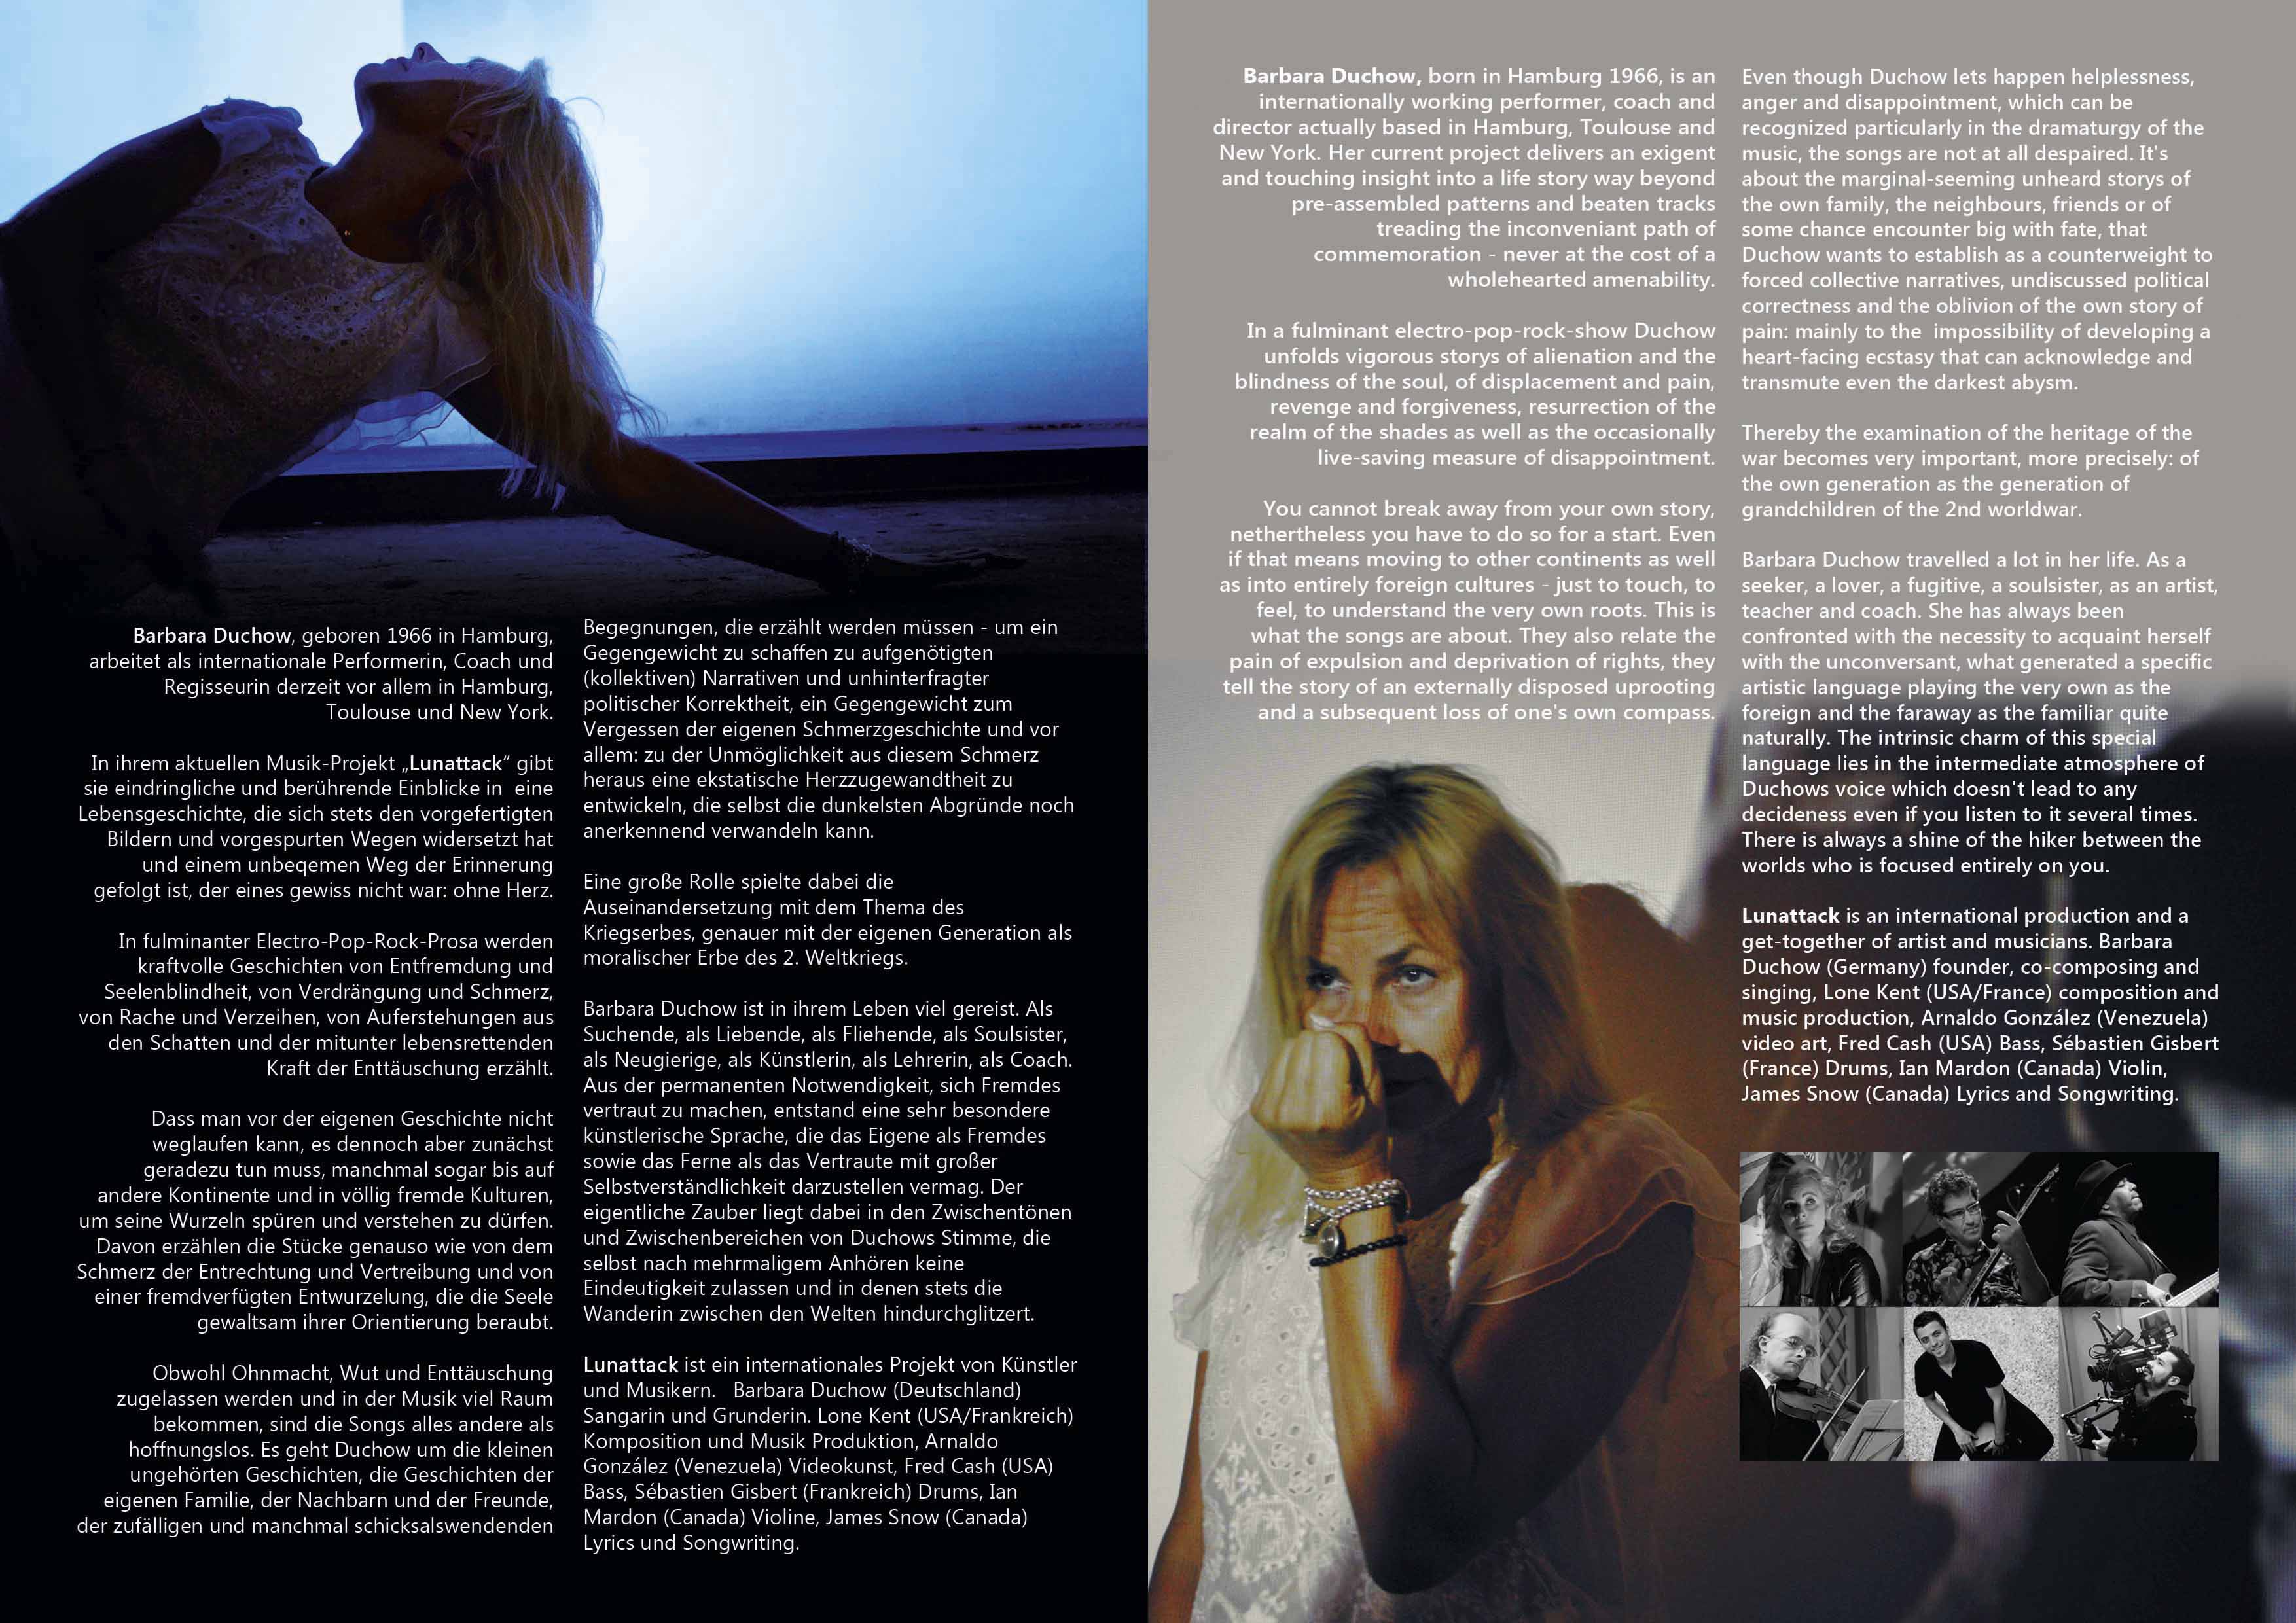 Barbara Duchow, geboren 1966 in Hamburg,
arbeitet als internationale Performerin, Coach und
Regisseurin derzeit vor allem in Hamburg,
Toulouse und New York.
In ihrem aktuellen Musik-Projekt „Lunattack“ gibt
sie eindringliche und berührende Einblicke in eine
Lebensgeschichte, die sich stets den vorgefertigten
Bildern und vorgespurten Wegen widersetzt hat
und einem unbeqemen Weg der Erinnerung
gefolgt ist, der eines gewiss nicht war: ohne Herz.
In fulminanter Electro-Pop-Rock-Prosa werden
kraftvolle Geschichten von Entfremdung und
Seelenblindheit, von Verdrängung und Schmerz,
von Rache und Verzeihen, von Auferstehungen aus
den Schatten und der mitunter lebensrettenden
Kraft der Enttäuschung erzählt.
Dass man vor der eigenen Geschichte nicht
weglaufen kann, es dennoch aber zunächst
geradezu tun muss, manchmal sogar bis auf
andere Kontinente und in völlig fremde Kulturen,
um seine Wurzeln spüren und verstehen zu dürfen.
Davon erzählen die Stücke genauso wie von dem
Schmerz der Entrechtung und Vertreibung und von
einer fremdverfügten Entwurzelung, die die Seele
gewaltsam ihrer Orientierung beraubt.
Obwohl Ohnmacht, Wut und Enttäuschung
zugelassen werden und in der Musik viel Raum
bekommen, sind die Songs alles andere als
hoffnungslos. Es geht Duchow um die kleinen
ungehörten Geschichten, die Geschichten der
eigenen Familie, der Nachbarn und der Freunde,
der zufälligen und manchmal schicksalswendenden
Begegnungen, die erzählt werden müssen - um ein
Gegengewicht zu schaffen zu aufgenötigten
(kollektiven) Narrativen und unhinterfragter
politischer Korrektheit, ein Gegengewicht zum
Vergessen der eigenen Schmerzgeschichte und vor
allem: zu der Unmöglichkeit aus diesem Schmerz
heraus eine ekstatische Herzzugewandtheit zu
entwickeln, die selbst die dunkelsten Abgründe noch
anerkennend verwandeln kann.
Eine große Rolle spielte dabei die
Auseinandersetzung mit dem Thema des
Kriegserbes, genauer mit der eigenen Generation als
moralischer Erbe des 2. Weltkriegs.
Barbara Duchow ist in ihrem Leben viel gereist. Als
Suchende, als Liebende, als Fliehende, als Soulsister,
als Neugierige, als Künstlerin, als Lehrerin, als Coach.
Aus der permanenten Notwendigkeit, sich Fremdes
vertraut zu machen, entstand eine sehr besondere
künstlerische Sprache, die das Eigene als Fremdes
sowie das Ferne als das Vertraute mit großer
Selbstverständlichkeit darzustellen vermag. Der
eigentliche Zauber liegt dabei in den Zwischentönen
und Zwischenbereichen von Duchows Stimme, die
selbst nach mehrmaligem Anhören keine
Eindeutigkeit zulassen und in denen stets die
Wanderin zwischen den Welten hindurchglitzert.
Lunattack ist ein internationales Projekt von Künstler
und Musikern. Barbara Duchow (Deutschland)
Sangarin und Grunderin. Lone Kent (USA/Frankreich)
Komposition und Musik Produktion, Arnaldo
González (Venezuela) Videokunst, Fred Cash (USA)
Bass, Sébastien Gisbert (Frankreich) Drums, Ian
Mardon (Canada) Violine, James Snow (Canada)
Lyrics und Songwriting.
Barbara Duchow, born in Hamburg 1966, is an
internationally working performer, coach and
director actually based in Hamburg, Toulouse and
New York. Her current project delivers an exigent
and touching insight into a life story way beyond
pre-assembled patterns and beaten tracks
treading the inconveniant path of
commemoration - never at the cost of a
wholehearted amenability.
In a fulminant electro-pop-rock-show Duchow
unfolds vigorous storys of alienation and the
blindness of the soul, of displacement and pain,
revenge and forgiveness, resurrection of the
realm of the shades as well as the occasionally
live-saving measure of disappointment.
You cannot break away from your own story,
nethertheless you have to do so for a start. Even
if that means moving to other continents as well
as into entirely foreign cultures - just to touch, to
feel, to understand the very own roots. This is
what the songs are about. They also relate the
pain of expulsion and deprivation of rights, they
tell the story of an externally disposed uprooting
and a subsequent loss of one's own compass.
Even though Duchow lets happen helplessness,
anger and disappointment, which can be
recognized particularly in the dramaturgy of the
music, the songs are not at all despaired. It's
about the marginal-seeming unheard storys of
the own family, the neighbours, friends or of
some chance encounter big with fate, that
Duchow wants to establish as a counterweight to
forced collective narratives, undiscussed political
correctness and the oblivion of the own story of
pain: mainly to the impossibility of developing a
heart-facing ecstasy that can acknowledge and
transmute even the darkest abysm.
Thereby the examination of the heritage of the
war becomes very important, more precisely: of
the own generation as the generation of
grandchildren of the 2nd worldwar.
Barbara Duchow travelled a lot in her life. As a
seeker, a lover, a fugitive, a soulsister, as an artist,
teacher and coach. She has always been
confronted with the necessity to acquaint herself
with the unconversant, what generated a specific
artistic language playing the very own as the
foreign and the faraway as the familiar quite
naturally. The intrinsic charm of this special
language lies in the intermediate atmosphere of
Duchows voice which doesn't lead to any
decideness even if you listen to it several times.
There is always a shine of the hiker between the
worlds who is focused entirely on you.
Lunattack is an international production and a
get-together of artist and musicians. Barbara
Duchow (Germany) founder, co-composing and
singing, Lone Kent (USA/France) composition and
music production, Arnaldo González (Venezuela)
video art, Fred Cash (USA) Bass, Sébastien Gisbert
(France) Drums, Ian Mardon (Canada) Violin,
James Snow (Canada) Lyrics and Songwriting.